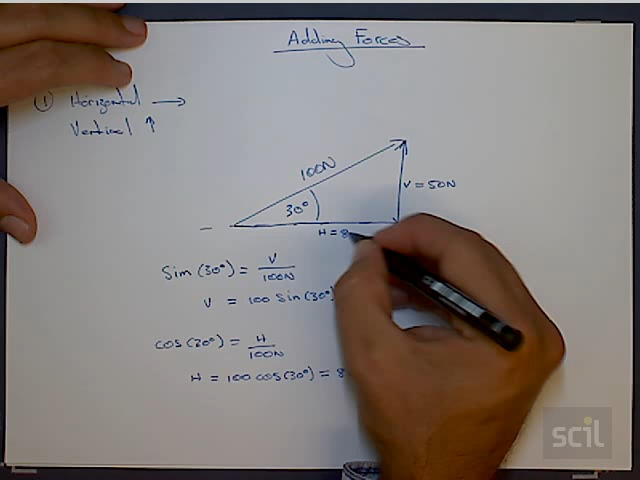 Adding Forces
① Horizontal →
Vertical ↑
100N
30°
V = 50N
H = 8
Sin (30°) = V / 100N
V = 100 Sin (30°)
cos (30°) = H / 100N
H = 100 cos (30°) = 8
scil